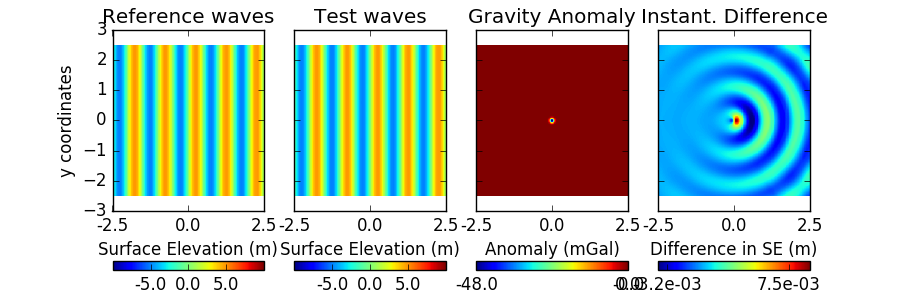 Reference waves Test waves Gravity Anomaly Instant. Difference
y coordinates
3
2
1
0
−1
−2
−3
-2.5 0.0 2.5 -2.5 0.0 2.5 -2.5 0.0 2.5 -2.5 0.0 2.5
Surface Elevation (m) Surface Elevation (m) Anomaly (mGal) Difference in SE (m)
-5.0 0.0 5.0 -5.0 0.0 5.0 -48.0 7.5e-03